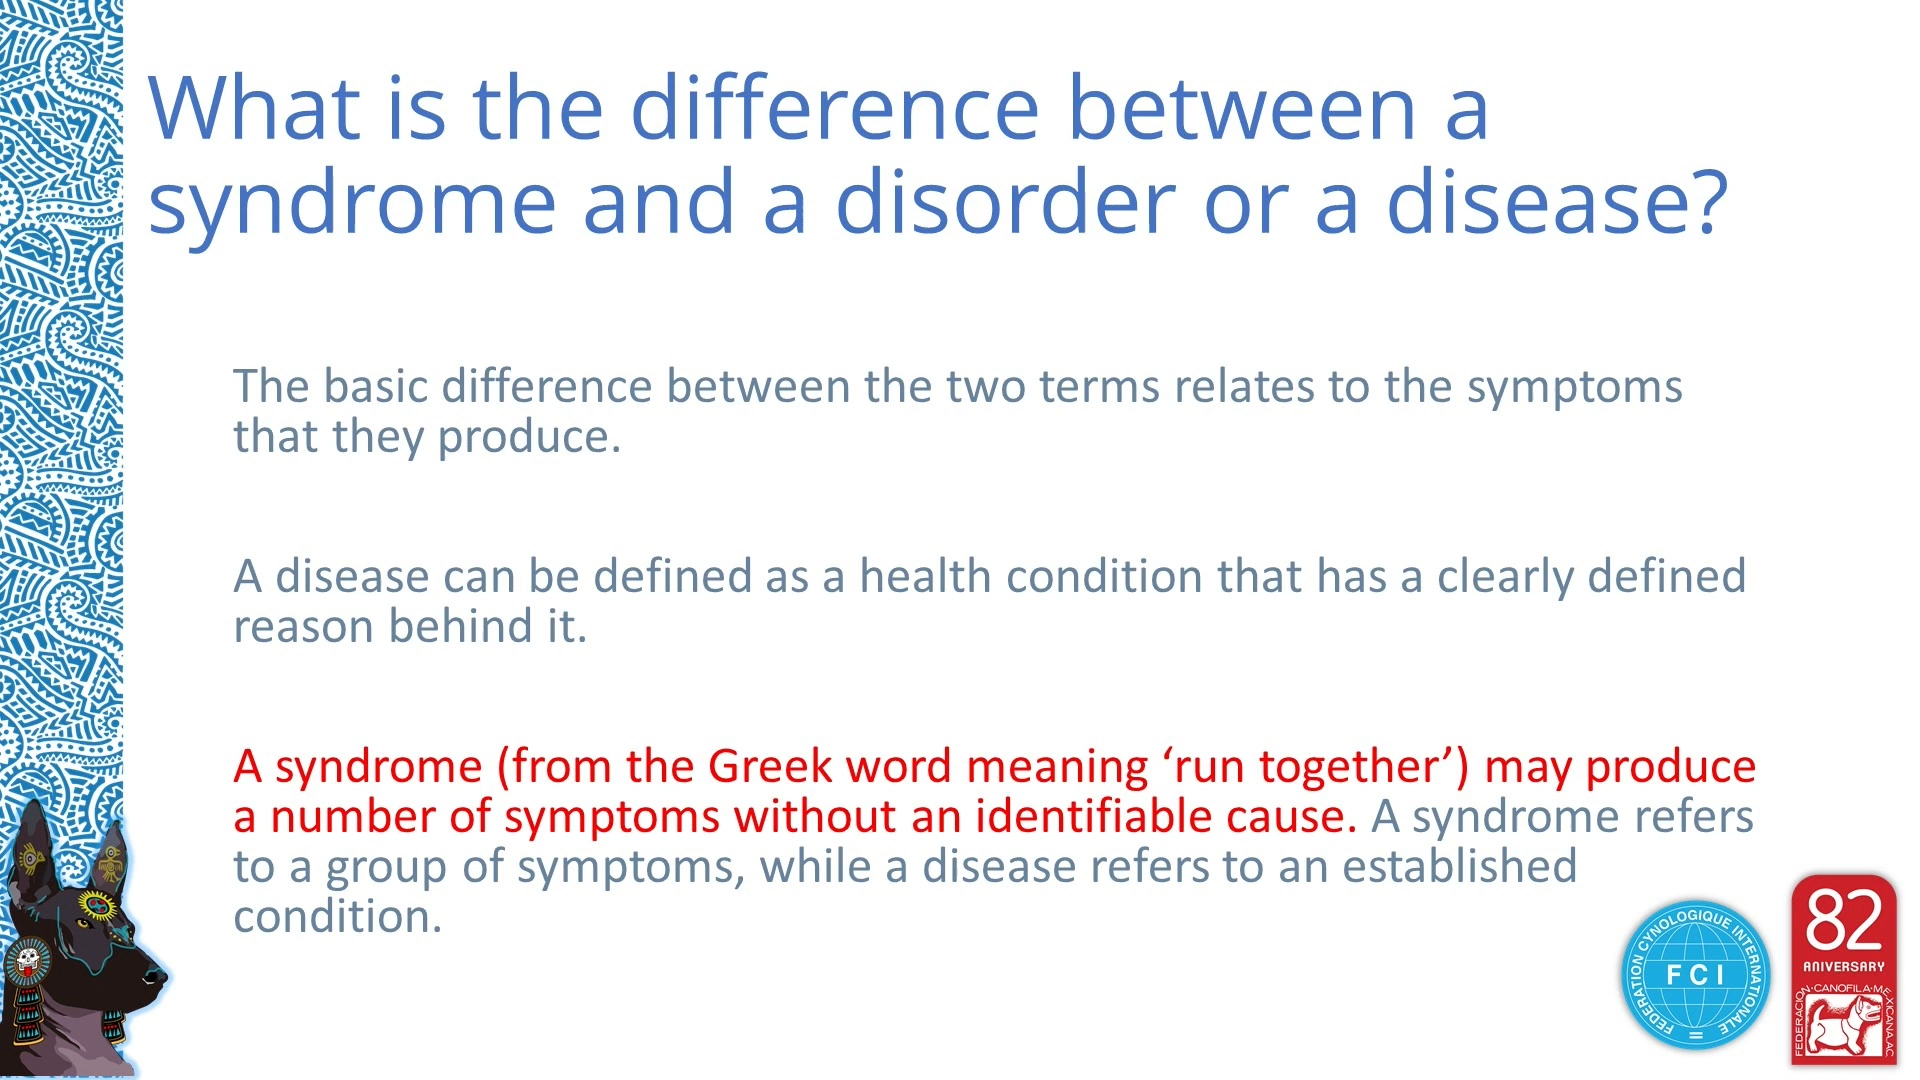 What is the difference between a
syndrome and a disorder or a disease?
The basic difference between the two terms relates to the symptoms
that they produce.
A disease can be defined as a health condition that has a clearly defined
reason behind it.
A syndrome (from the Greek word meaning ‘run together’) may produce
a number of symptoms without an identifiable cause. A syndrome refers
to a group of symptoms, while a disease refers to an established
condition.
FEDERATION CYNOLOGIQUE INTERNATIONALE
FCI
82
ANIVERSARY
FEDERACION·CANOFILA·MEXICANA,AC